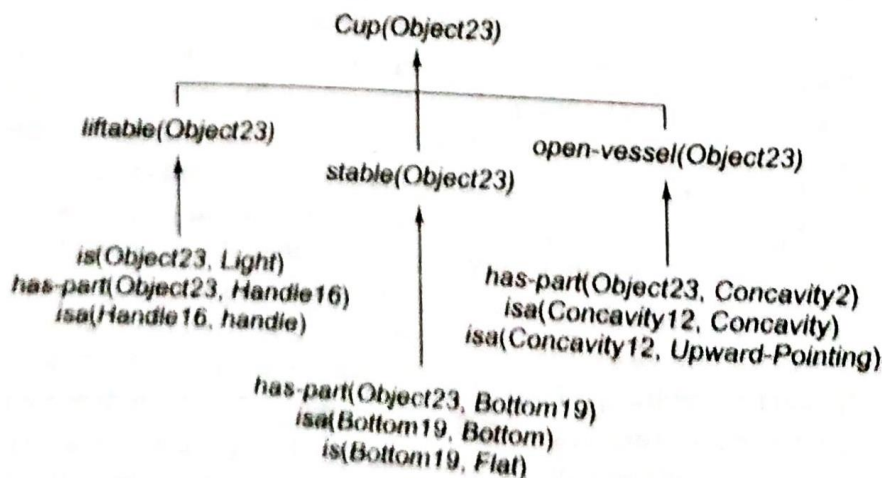 Cup(Object23)
liftable(Object23)
stable(Object23)
open-vessel(Object23)
is(Object23, Light)
has-part(Object23, Handle16)
isa(Handle16, handle)
has-part(Object23, Bottom19)
isa(Bottom19, Bottom)
is(Bottom19, Flat)
has-part(Object23, Concavity2)
isa(Concavity12, Concavity)
isa(Concavity12, Upward-Pointing)